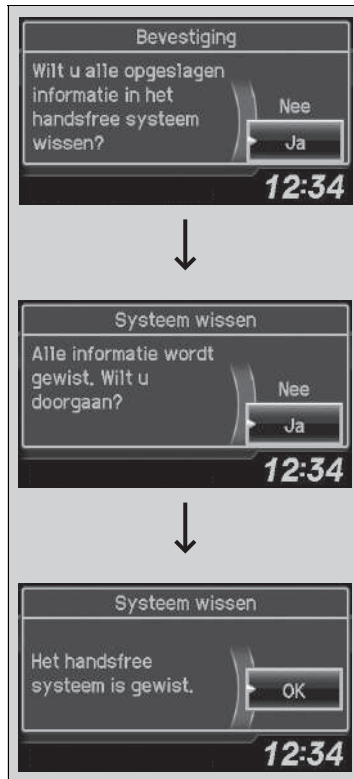 Bevestiging
Wilt u alle opgeslagen
informatie in het
handsfree systeem
wissen?
Nee
Ja
12:34
Systeem wissen
Alle informatie wordt
gewist. Wilt u
doorgaan?
Nee
Ja
12:34
Systeem wissen
Het handsfree
systeem is gewist.
OK
12:34